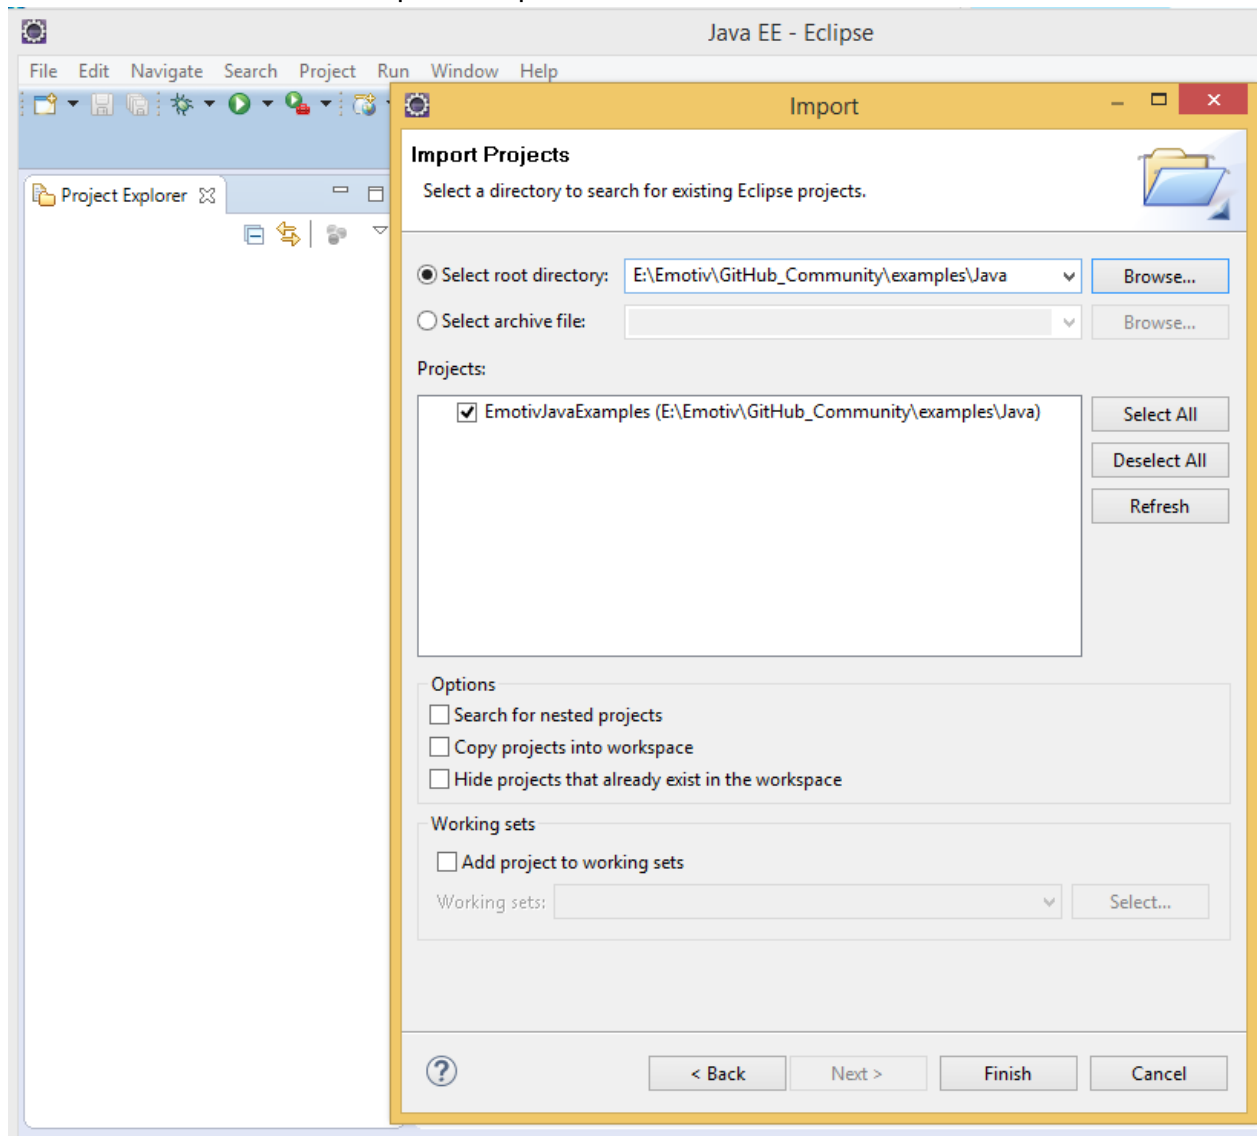 Java EE - Eclipse
File Edit Navigate Search Project Run Window Help
Import
Import Projects
Select a directory to search for existing Eclipse projects.
Project Explorer
Select root directory: E:\Emotiv\GitHub_Community\examples\Java Browse...
Select archive file: Browse...
Projects:
EmotivJavaExamples (E:\Emotiv\GitHub_Community\examples\Java) Select All
Deselect All
Refresh
Options
Search for nested projects
Copy projects into workspace
Hide projects that already exist in the workspace
Working sets
Add project to working sets
Working sets: Select...
? < Back Next > Finish Cancel